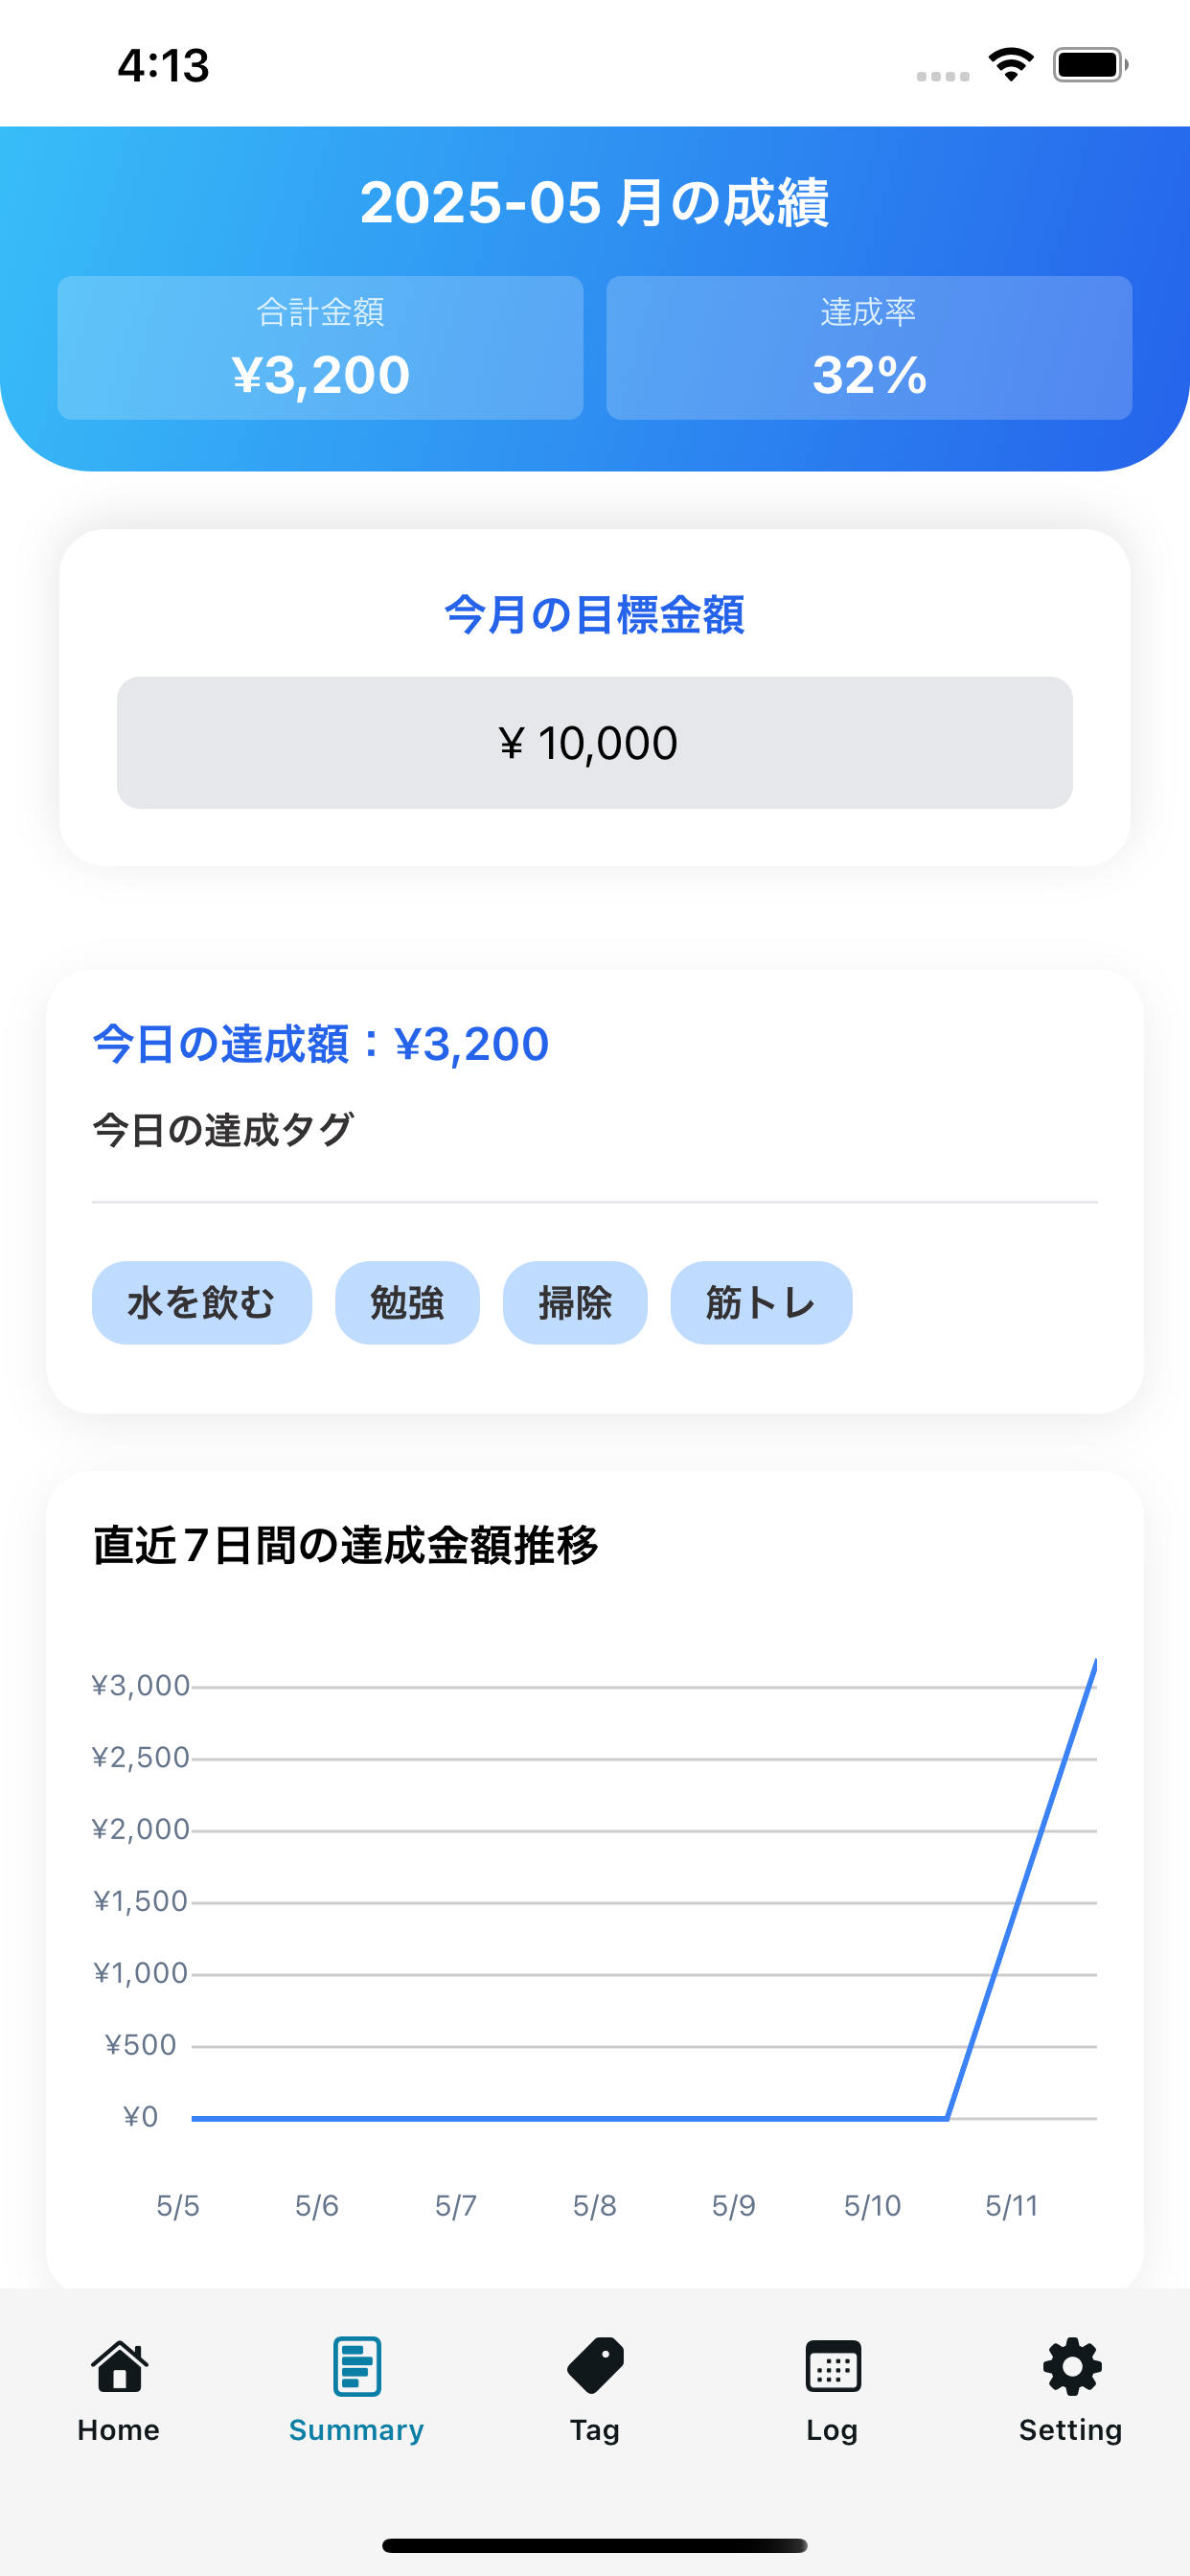 4:13
2025-05 月の成績
合計金額
¥3,200
達成率
32%
今月の目標金額
¥ 10,000
今日の達成額：¥3,200
今日の達成タグ
水を飲む 勉強 掃除 筋トレ
直近7日間の達成金額推移
¥3,000
¥2,500
¥2,000
¥1,500
¥1,000
¥500
¥0
5/5 5/6 5/7 5/8 5/9 5/10 5/11
Home Summary Tag Log Setting